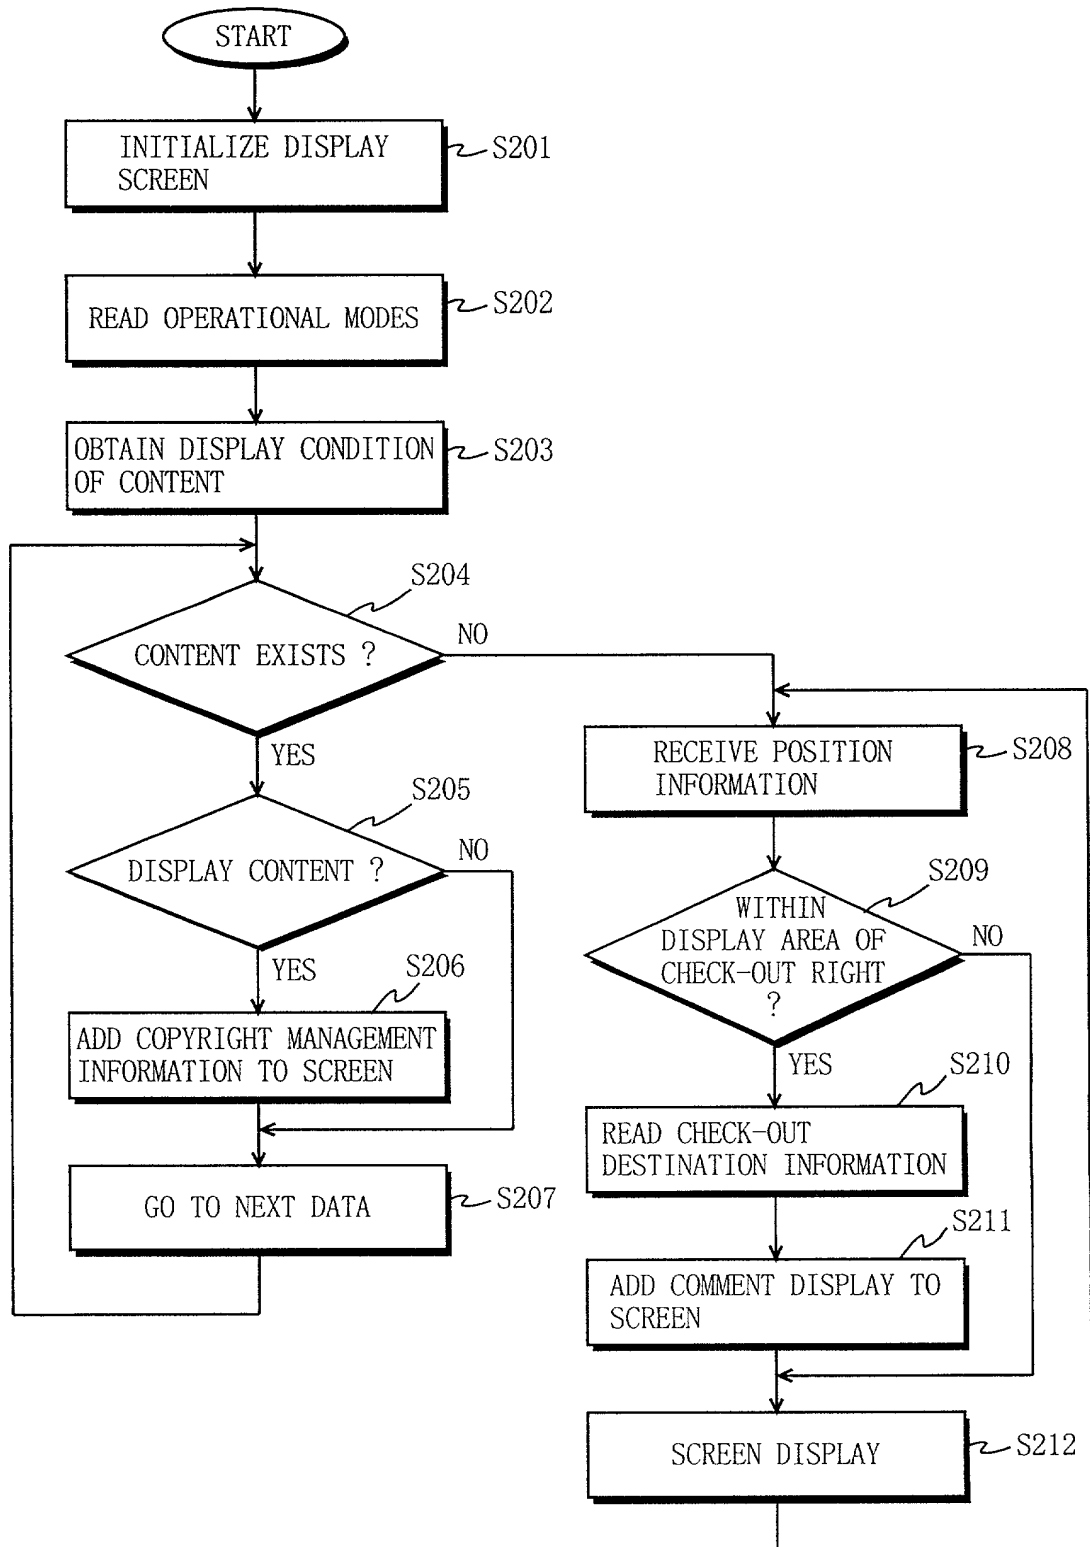 START
INITIALIZE DISPLAY
SCREEN
S201
READ OPERATIONAL MODES
S202
OBTAIN DISPLAY CONDITION
OF CONTENT
S203
CONTENT EXISTS ?
S204
NO
YES
DISPLAY CONTENT ?
S205
NO
YES
ADD COPYRIGHT MANAGEMENT
INFORMATION TO SCREEN
S206
GO TO NEXT DATA
S207
RECEIVE POSITION
INFORMATION
S208
WITHIN
DISPLAY AREA OF
CHECK-OUT RIGHT
?
S209
NO
YES
READ CHECK-OUT
DESTINATION INFORMATION
S210
ADD COMMENT DISPLAY TO
SCREEN
S211
SCREEN DISPLAY
S212